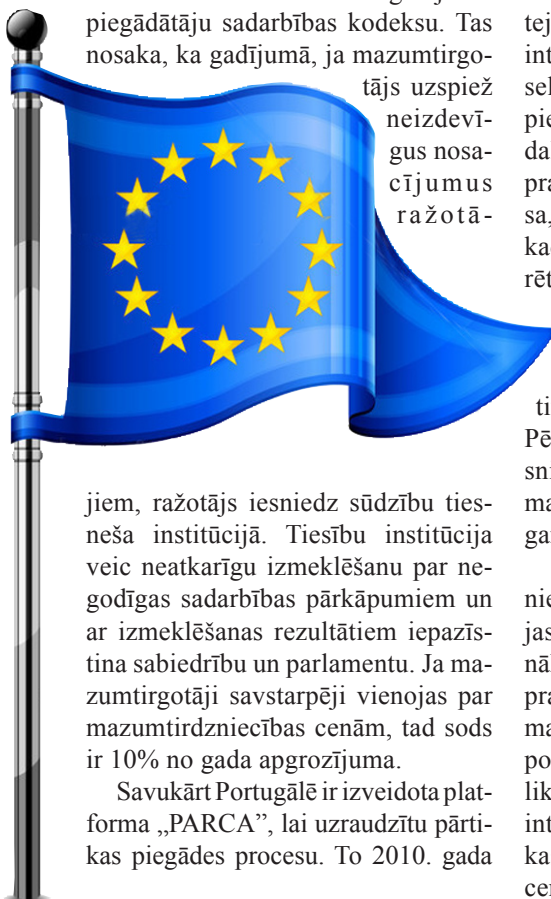 piegādātāju sadarbības kodeksu. Tas
nosaka, ka gadījumā, ja mazumtirgo-
tājs uzspiež
neizdevī-
gus nosa-
cījumus
ražotā-
jiem, ražotājs iesniedz sūdzību ties-
neša institūcijā. Tiesību institūcija
veic neatkarīgu izmeklēšanu par ne-
godīgas sadarbības pārkāpumiem un
ar izmeklēšanas rezultātiem iepazīs-
tina sabiedrību un parlamentu. Ja ma-
zumtirgotāji savstarpēji vienojas par
mazumtirdzniecības cenām, tad sods
ir 10% no gada apgrozījuma.
Savukārt Portugālē ir izveidota plat-
forma „PARCA”, lai uzraudzītu pārti-
kas piegādes procesu. To 2010. gada